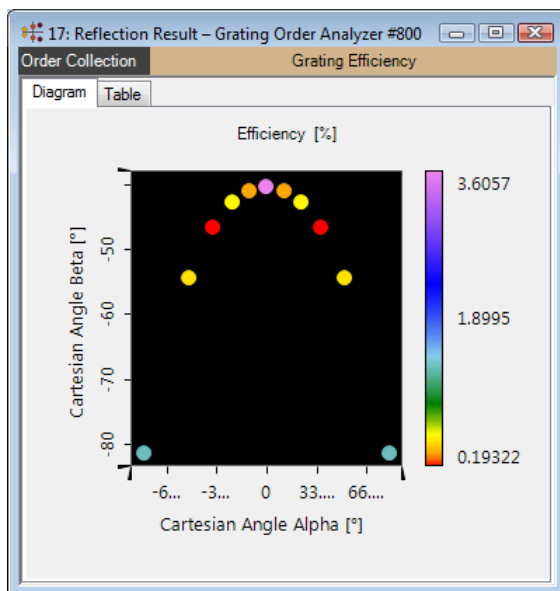 17: Reflection Result – Grating Order Analyzer #800
Order Collection Grating Efficiency
Diagram Table
Efficiency [%]
Cartesian Angle Beta [°]
-50
-60
-70
-80
-6... -3... 0 33.... 66....
Cartesian Angle Alpha [°]
3.6057
1.8995
0.19322